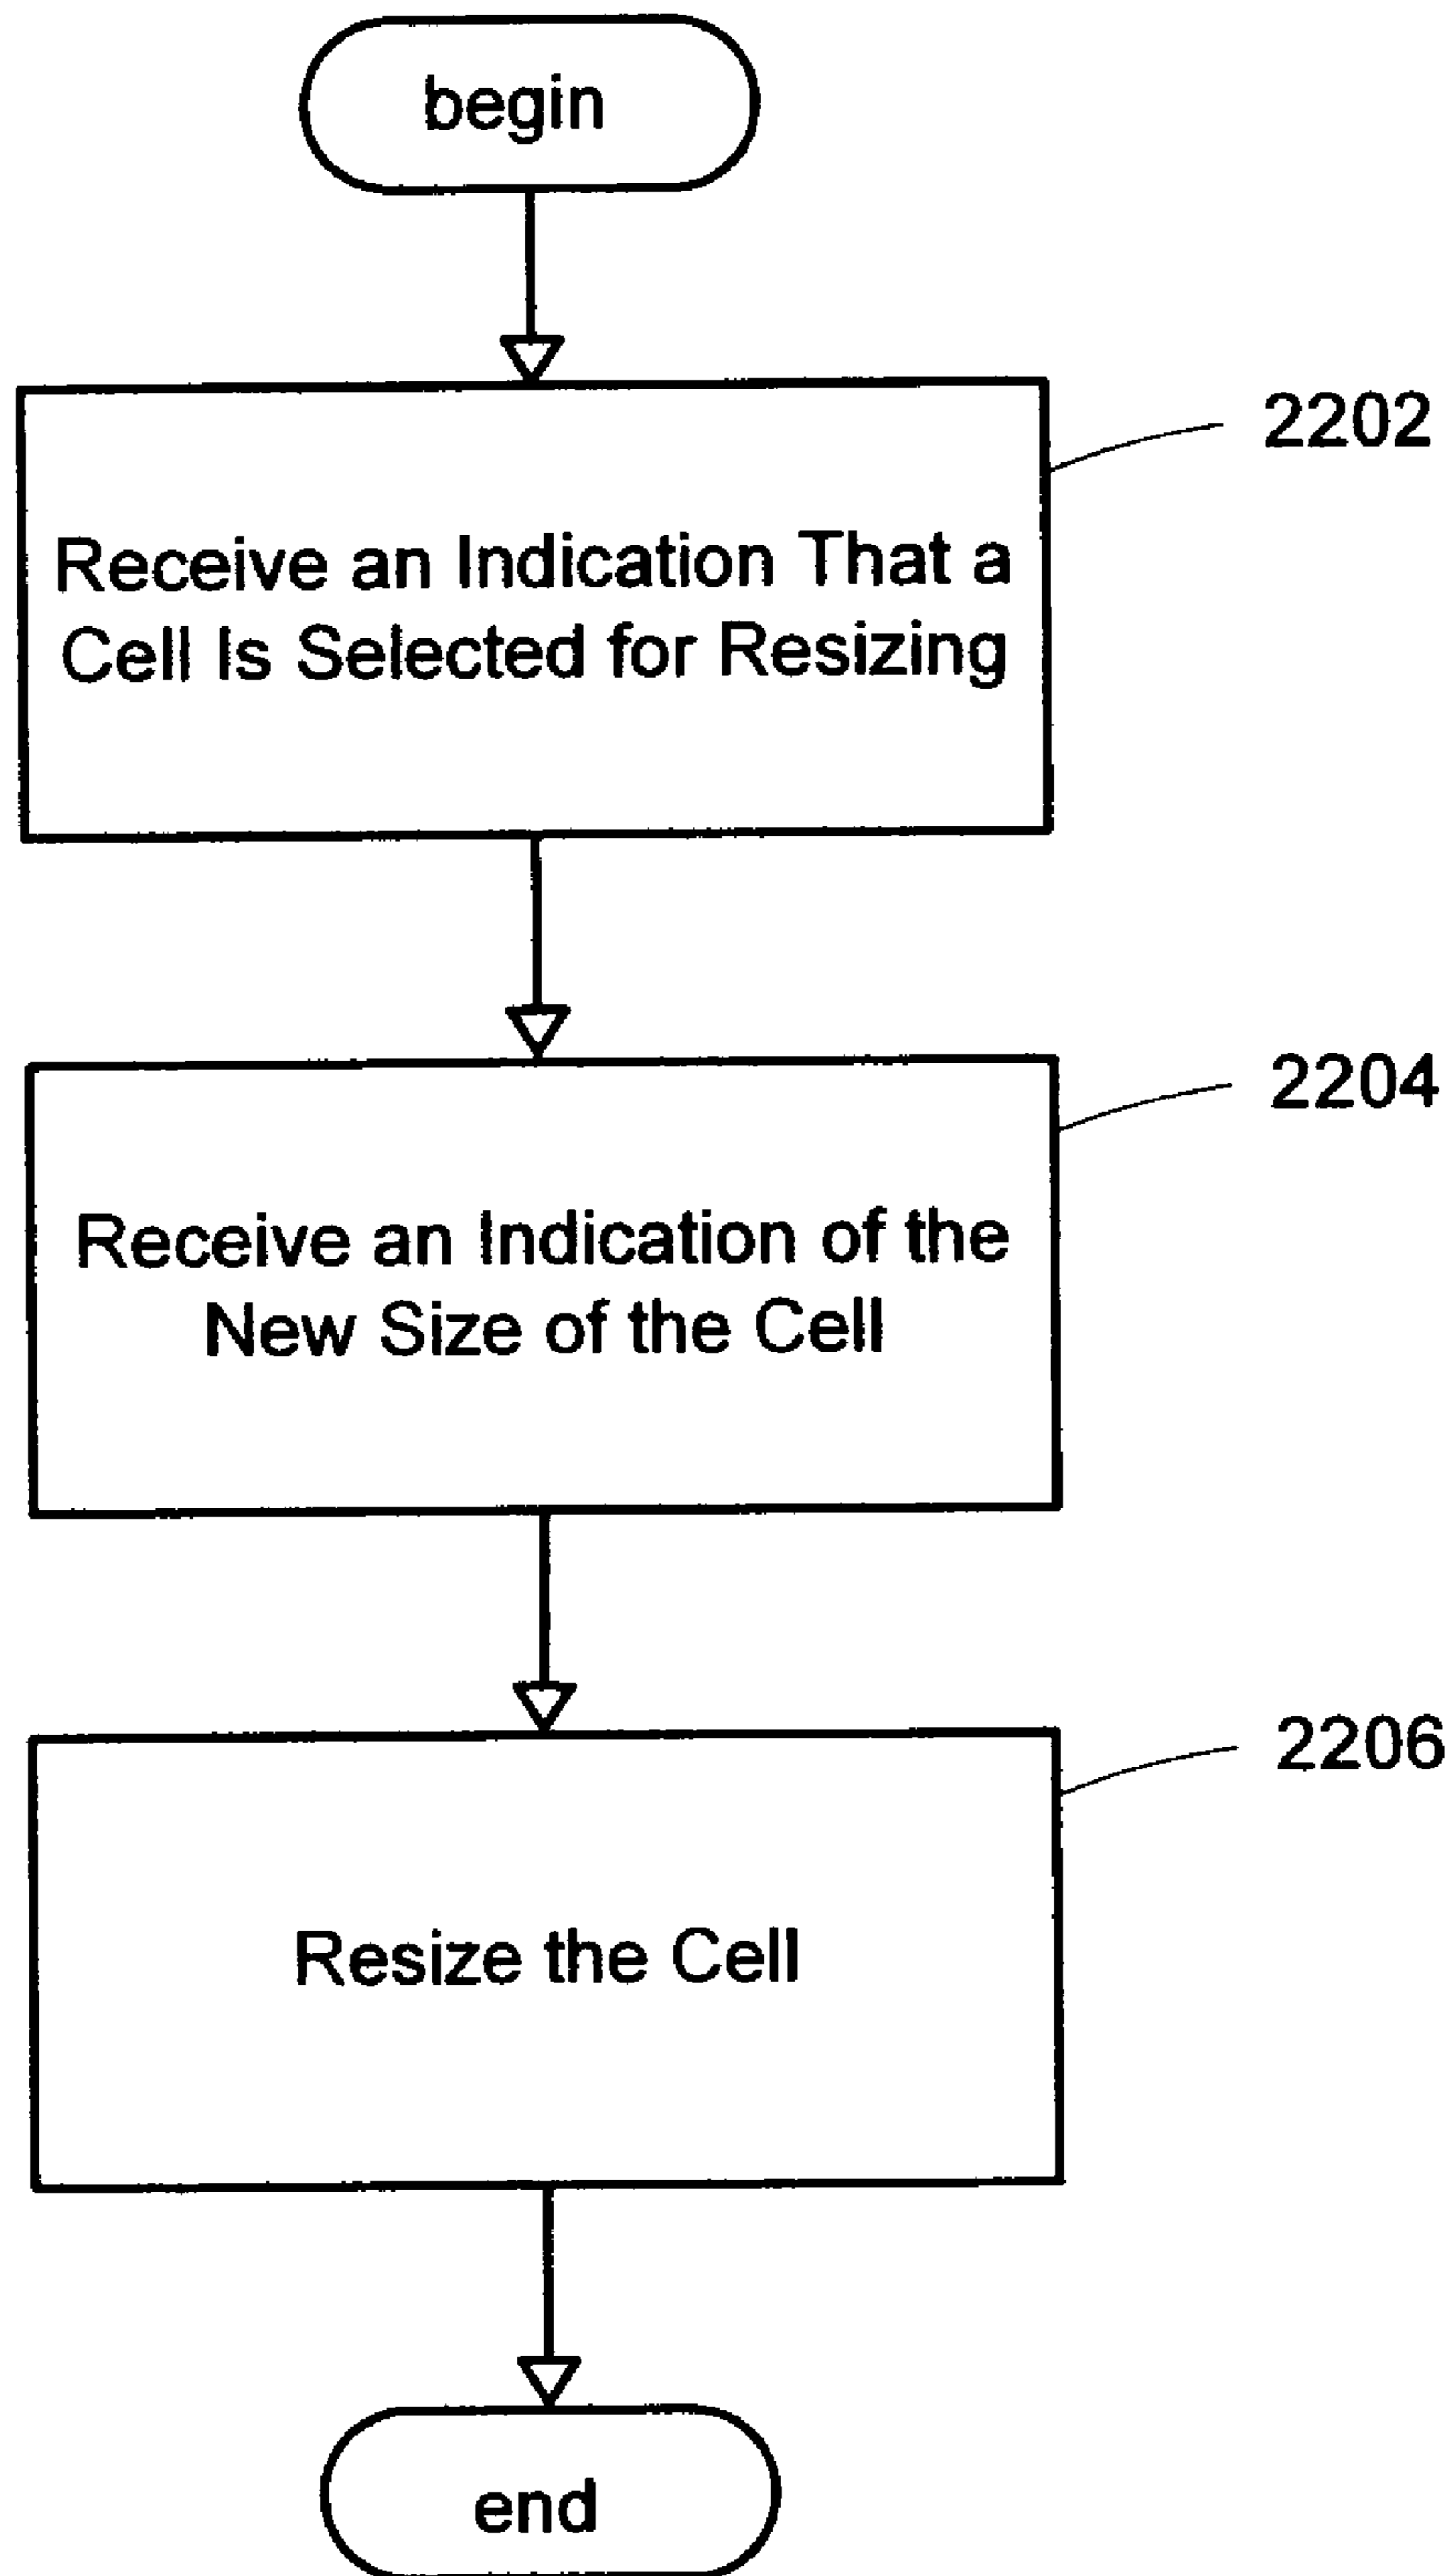 begin
2202
Receive an Indication That a
Cell Is Selected for Resizing
2204
Receive an Indication of the
New Size of the Cell
2206
Resize the Cell
end